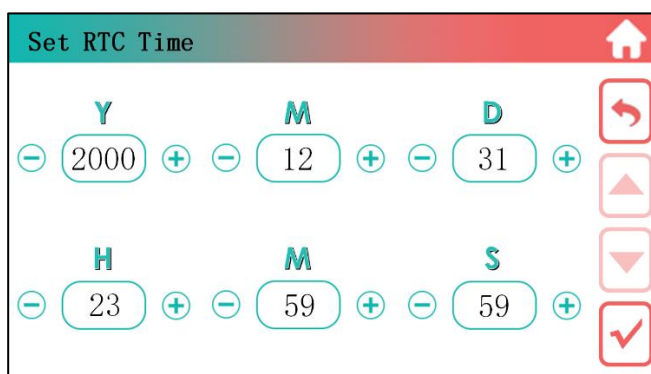 Set RTC Time
Y M D
2000 12 31
H M S
23 59 59